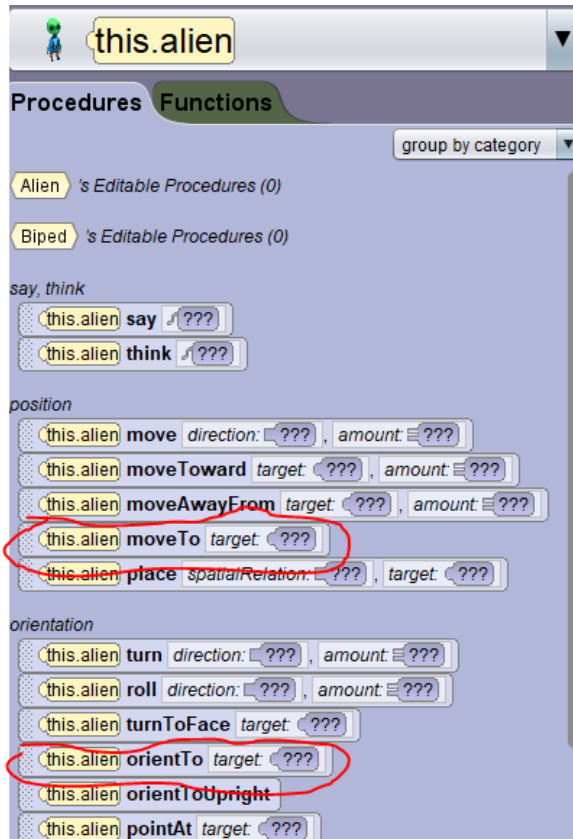 this.alien
Procedures Functions
group by category
Alien 's Editable Procedures (0)
Biped 's Editable Procedures (0)
say, think
this.alien say ???
this.alien think ???
position
this.alien move direction: ???, amount: ???
this.alien moveToward target: ???, amount: ???
this.alien moveAwayFrom target: ???, amount: ???
this.alien moveTo target: ???
this.alien place spatialRelation: ???, target: ???
orientation
this.alien turn direction: ???, amount: ???
this.alien roll direction: ???, amount: ???
this.alien turnToFace target: ???
this.alien orientTo target: ???
this.alien orientToUpright
this.alien pointAt target: ???